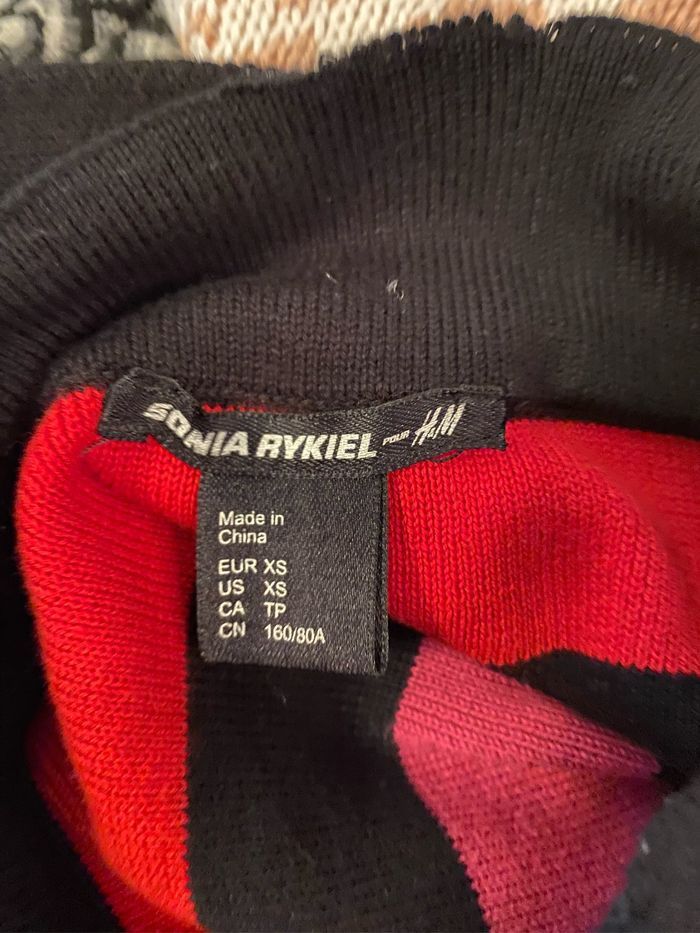 SONIA RYKIEL POUR H&M
Made in
China
EUR XS
US XS
CA TP
CN 160/80A